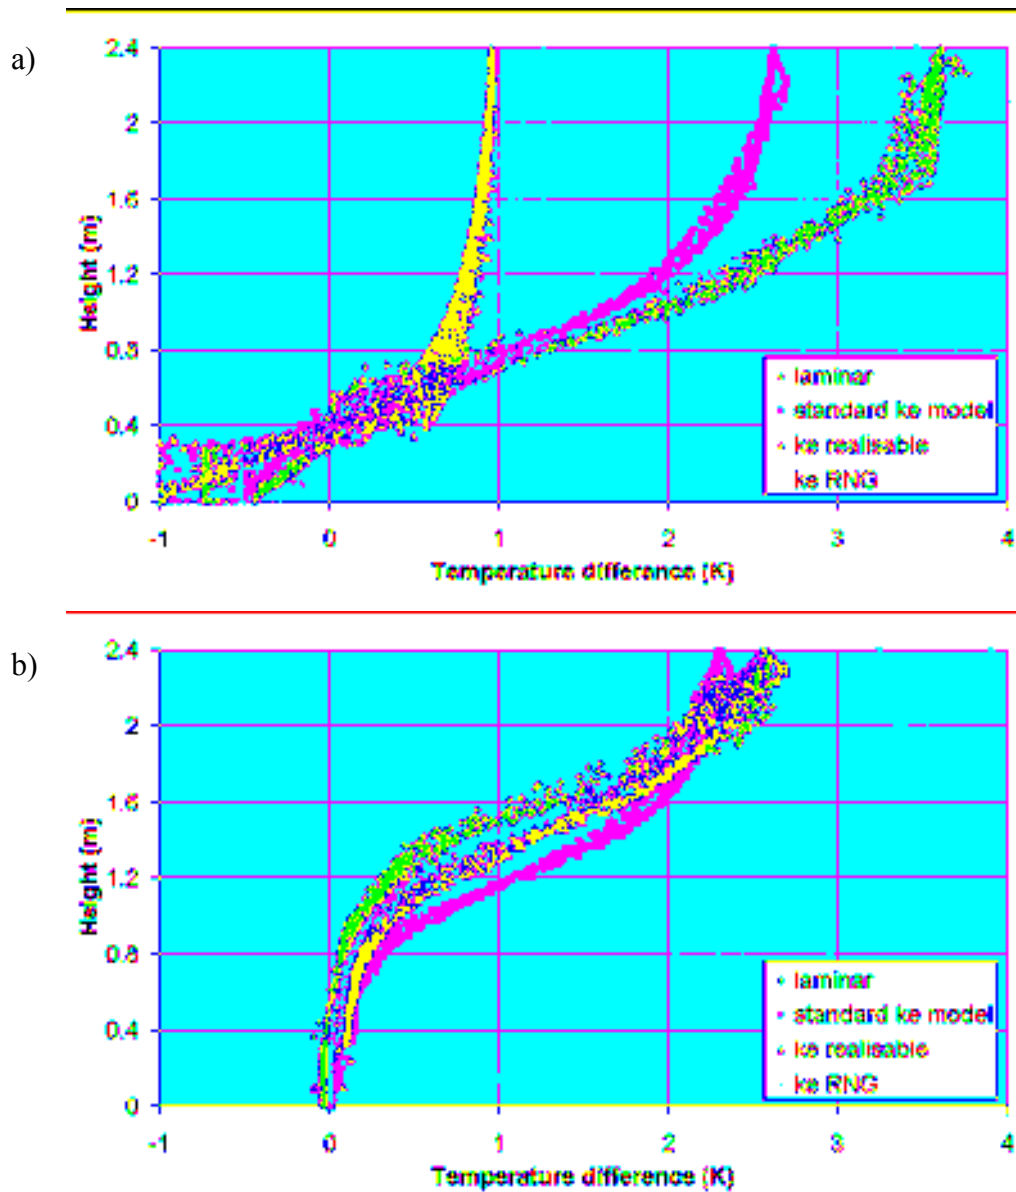 a)
2.4
2
1.6
1.2
0.8
0.4
0
Height (m)
laminar
standard ke model
ke realisable
ke RNG
-1 0 1 2 3 4
Temperature difference (K)
b)
2.4
2
1.6
1.2
0.8
0.4
0
Height (m)
laminar
standard ke model
ke realisable
ke RNG
-1 0 1 2 3 4
Temperature difference (K)